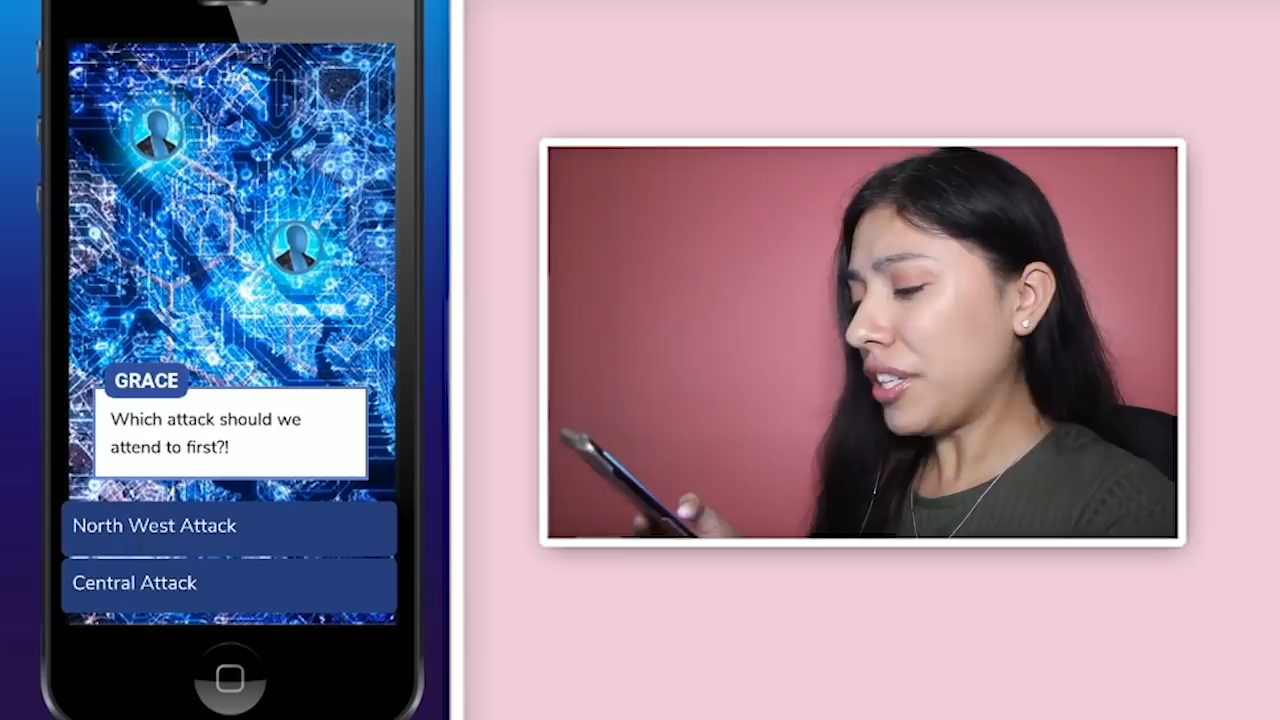 GRACE
Which attack should we
attend to first?!
North West Attack
Central Attack